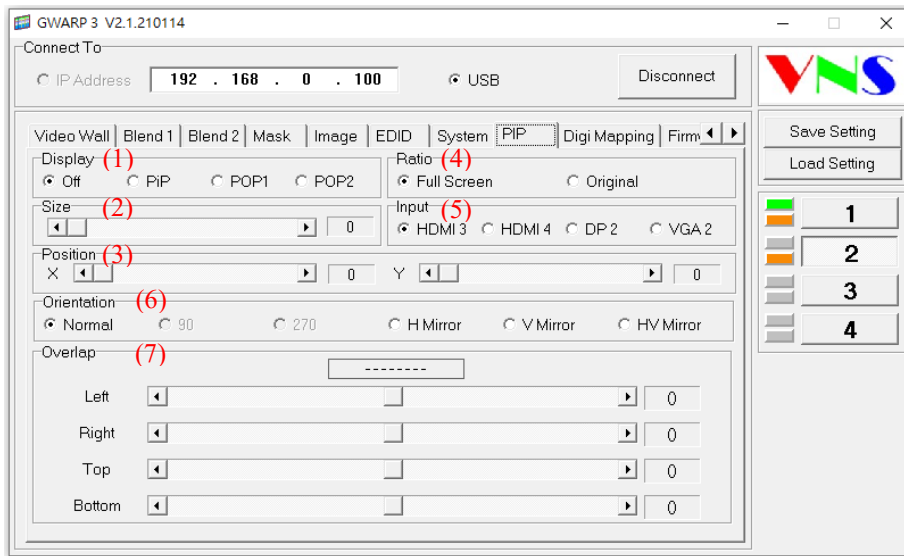 GWARP 3 V2.1.210114
Connect To
IP Address 192 . 168 . 0 . 100 USB Disconnect
VNS
Video Wall Blend 1 Blend 2 Mask Image EDID System PIP Digi Mapping Firm
Save Setting
Load Setting
Display (1)
Off PiP POP1 POP2
Ratio (4)
Full Screen Original
Size (2)
0
Input (5)
HDMI 3 HDMI 4 DP 2 VGA 2
Position (3)
X 0 Y 0
Orientation (6)
Normal 90 270 H Mirror V Mirror HV Mirror
Overlap (7)
--------
Left 0
Right 0
Top 0
Bottom 0
1
2
3
4